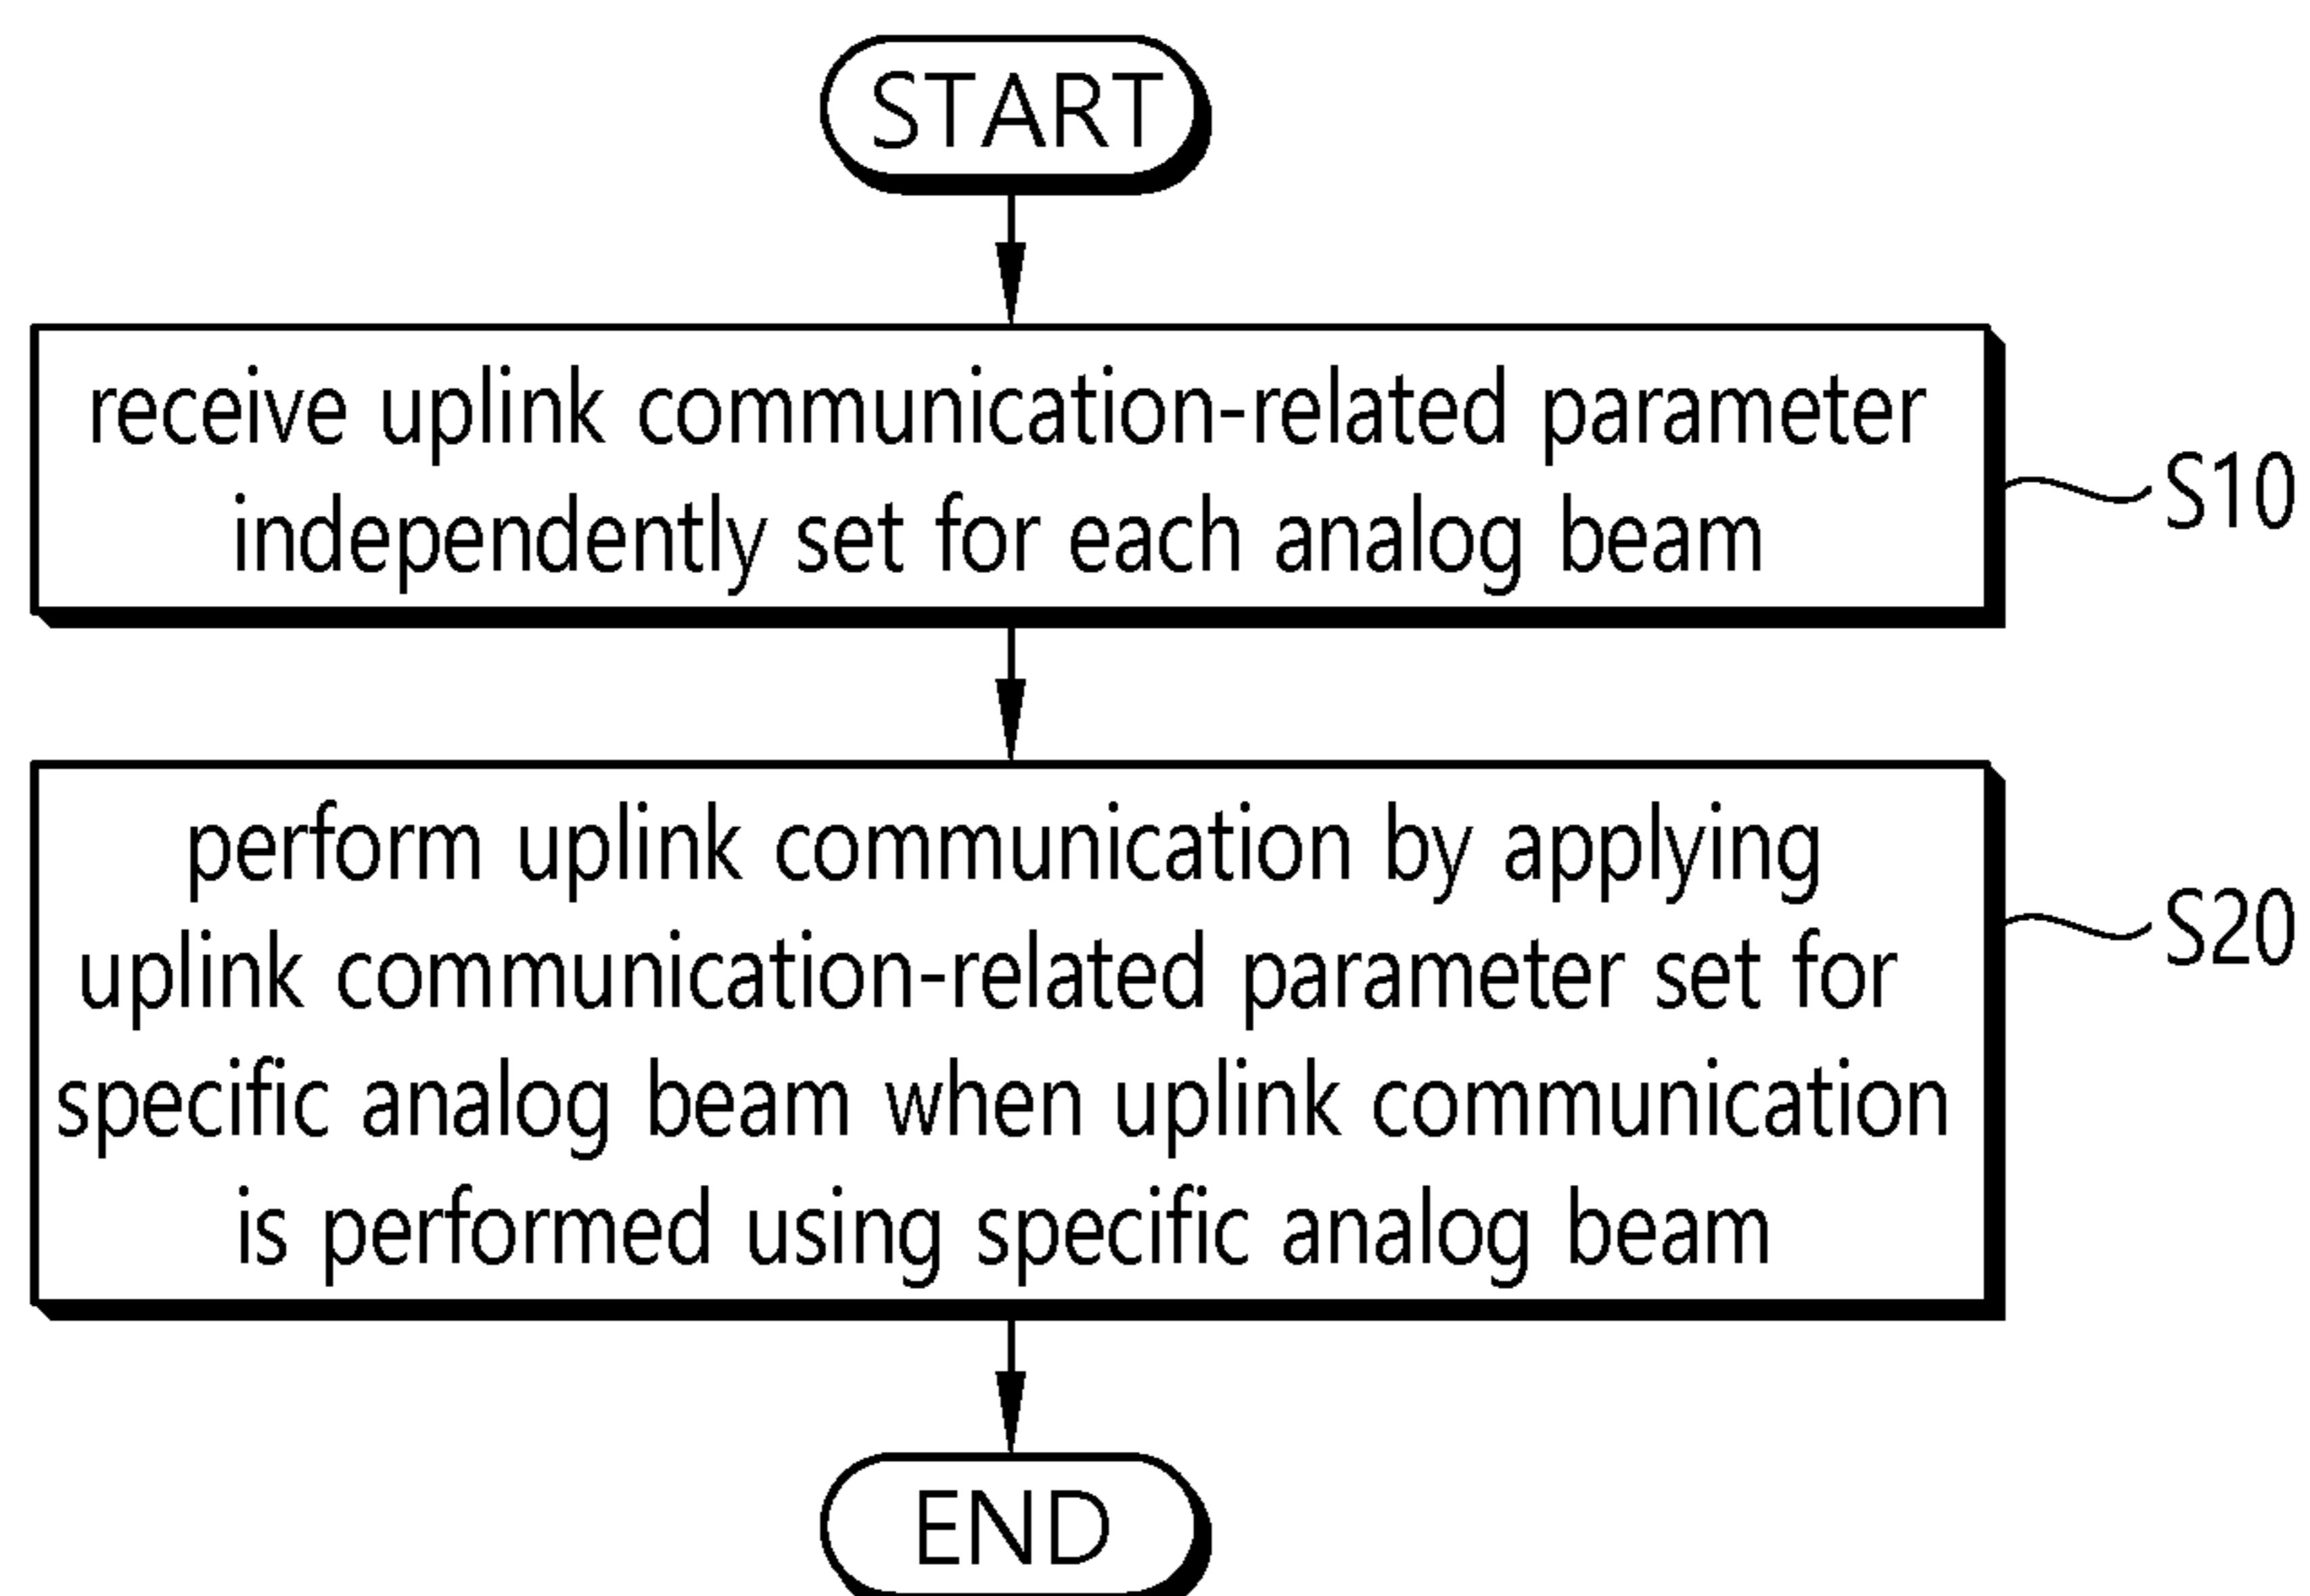 START
receive uplink communication-related parameter
independently set for each analog beam
S10
perform uplink communication by applying
uplink communication-related parameter set for
specific analog beam when uplink communication
is performed using specific analog beam
S20
END